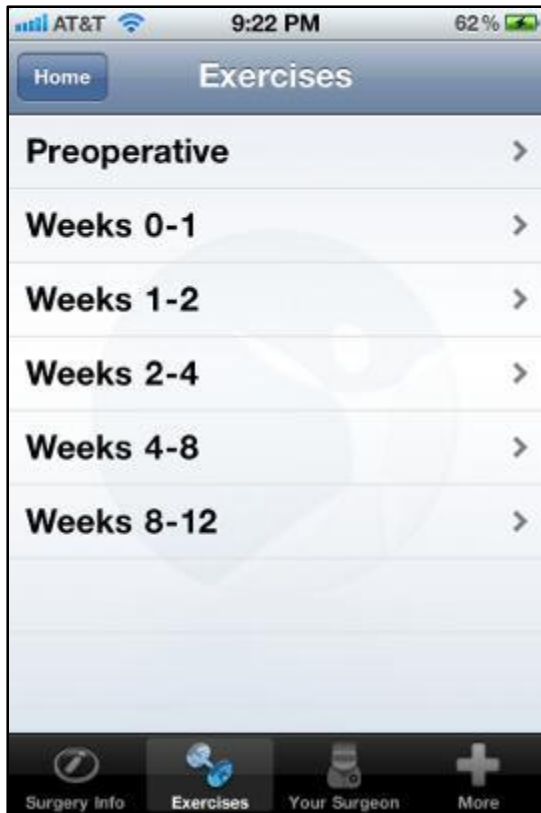 AT&T 9:22 PM 62%
Home Exercises
Preoperative
Weeks 0-1
Weeks 1-2
Weeks 2-4
Weeks 4-8
Weeks 8-12
Surgery Info Exercises Your Surgeon More